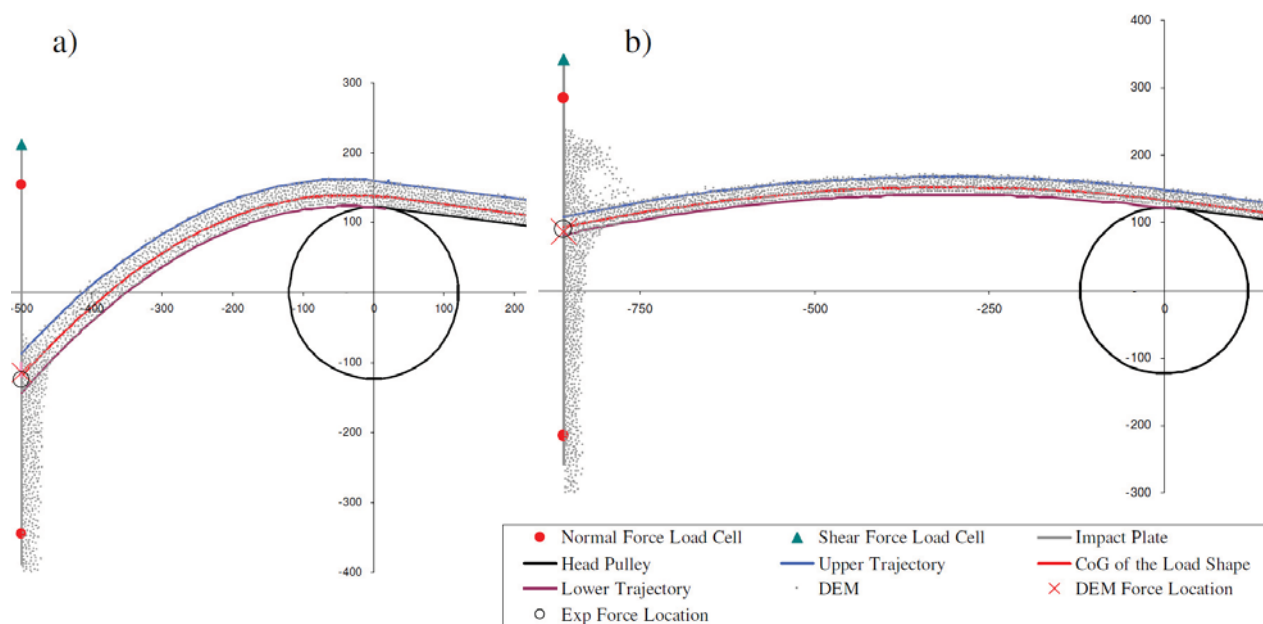 a)
300
200
100
-500
-400
-300
-200
-100
0
100
200
-100
-200
-300
-400
b)
400
300
200
100
-
-750
-500
-250
0
-100
-200
-300
Normal Force Load Cell
Shear Force Load Cell
Impact Plate
Head Pulley
Upper Trajectory
CoG of the Load Shape
Lower Trajectory
DEM
DEM Force Location
Exp Force Location